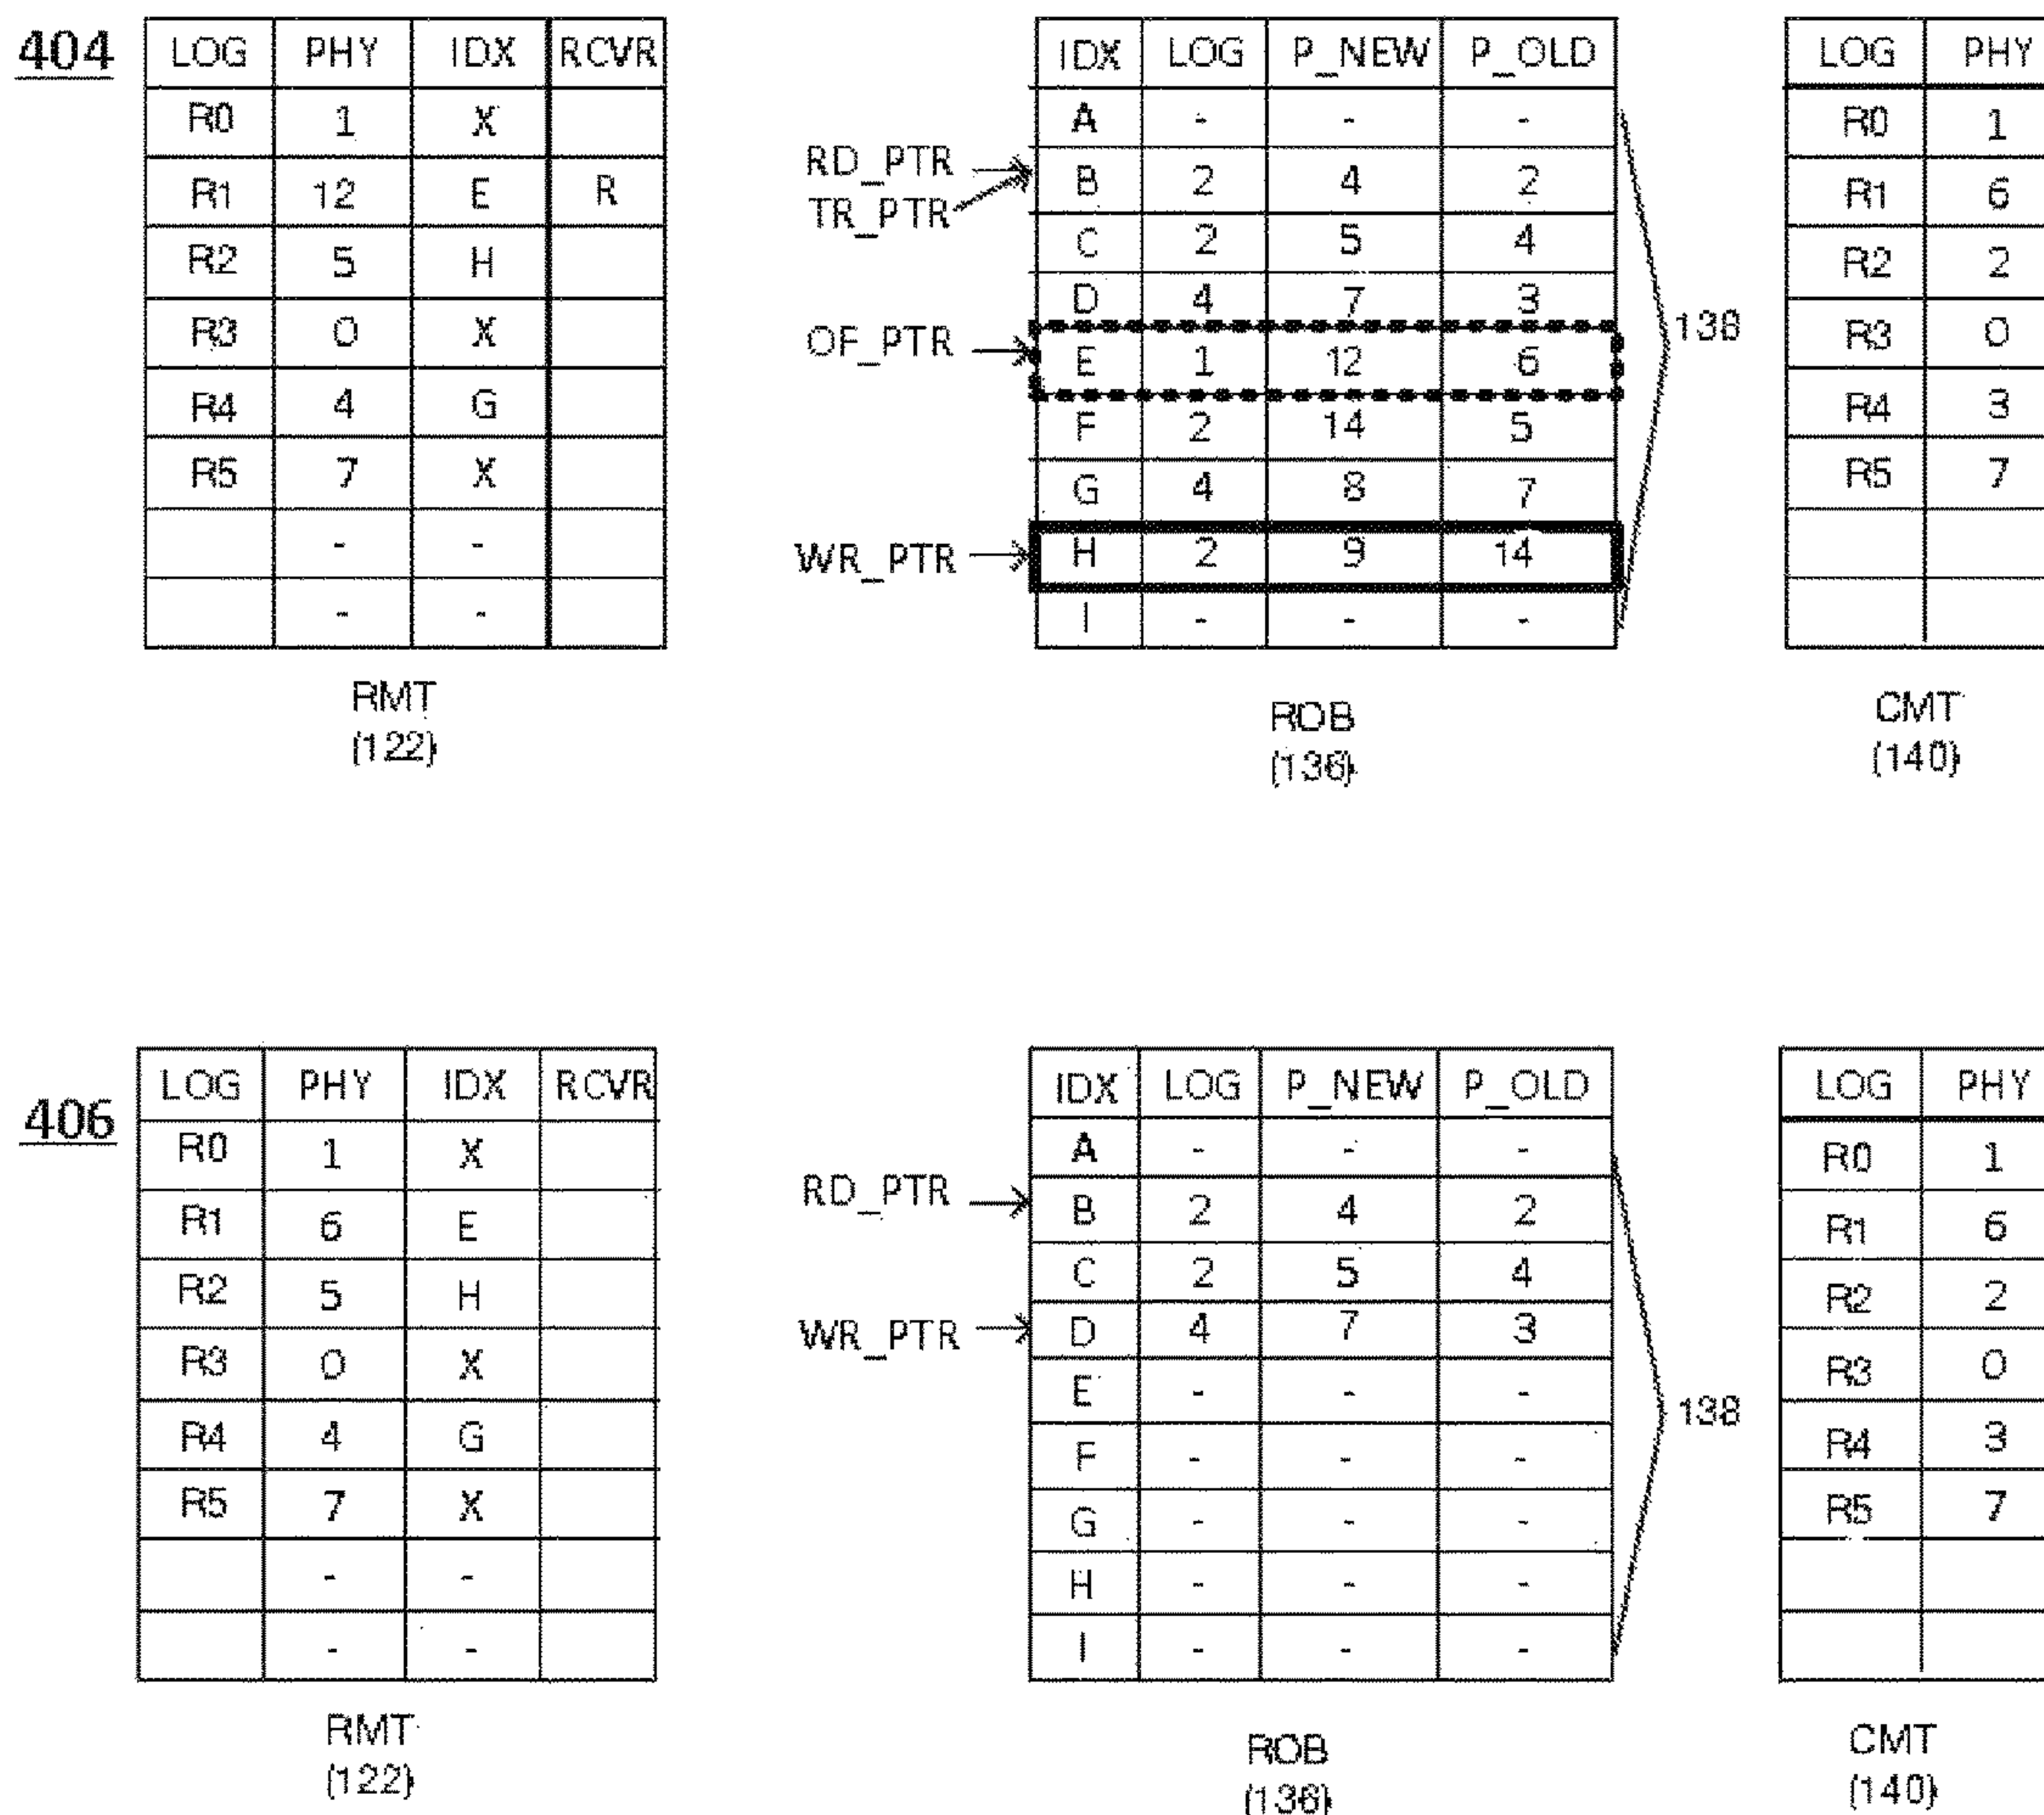 404
LOG PHY IDX RCVR
R0 1 X
R1 12 E R
R2 5 H
R3 0 X
R4 4 G
R5 7 X
- -
- -
RMT
(122)
RD_PTR
TR_PTR
OF_PTR
WR_PTR
IDX LOG P_NEW P_OLD
A - - -
B 2 4 2
C 2 5 4
D 4 7 3
E 1 12 6
F 2 14 5
G 4 8 7
H 2 9 14
I - - -
138
ROB
(136)
LOG PHY
R0 1
R1 6
R2 2
R3 0
R4 3
R5 7
CMT
(140)
406
LOG PHY IDX RCVR
R0 1 X
R1 6 E
R2 5 H
R3 0 X
R4 4 G
R5 7 X
- -
- -
RMT
(122)
RD_PTR
WR_PTR
IDX LOG P_NEW P_OLD
A - - -
B 2 4 2
C 2 5 4
D 4 7 3
E - - -
F - - -
G - - -
H - - -
I - - -
138
ROB
(136)
LOG PHY
R0 1
R1 6
R2 2
R3 0
R4 3
R5 7
CMT
(140)